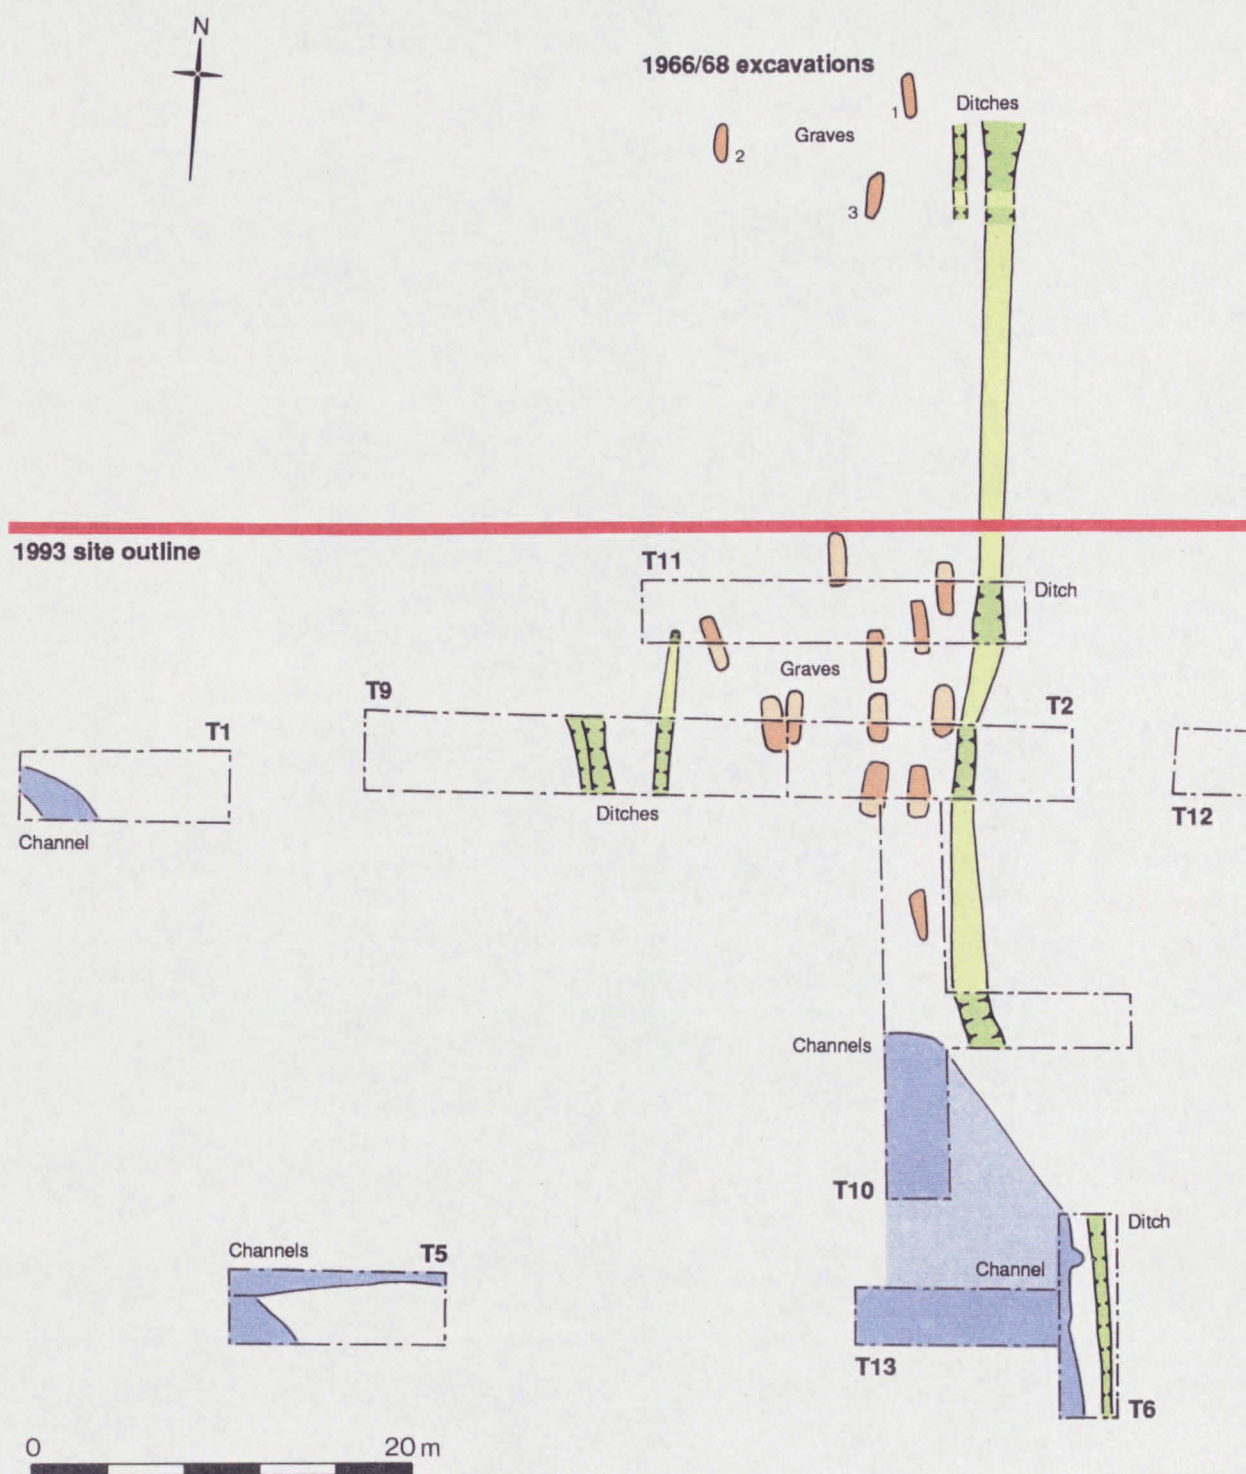 N
1966/68 excavations
1
Ditches
Graves
2
3
1993 site outline
T11
Ditch
Graves
T9
T2
T1
Ditches
T12
Channel
Channels
T10
Ditch
Channels
T5
Channel
T13
T6
0
20 m